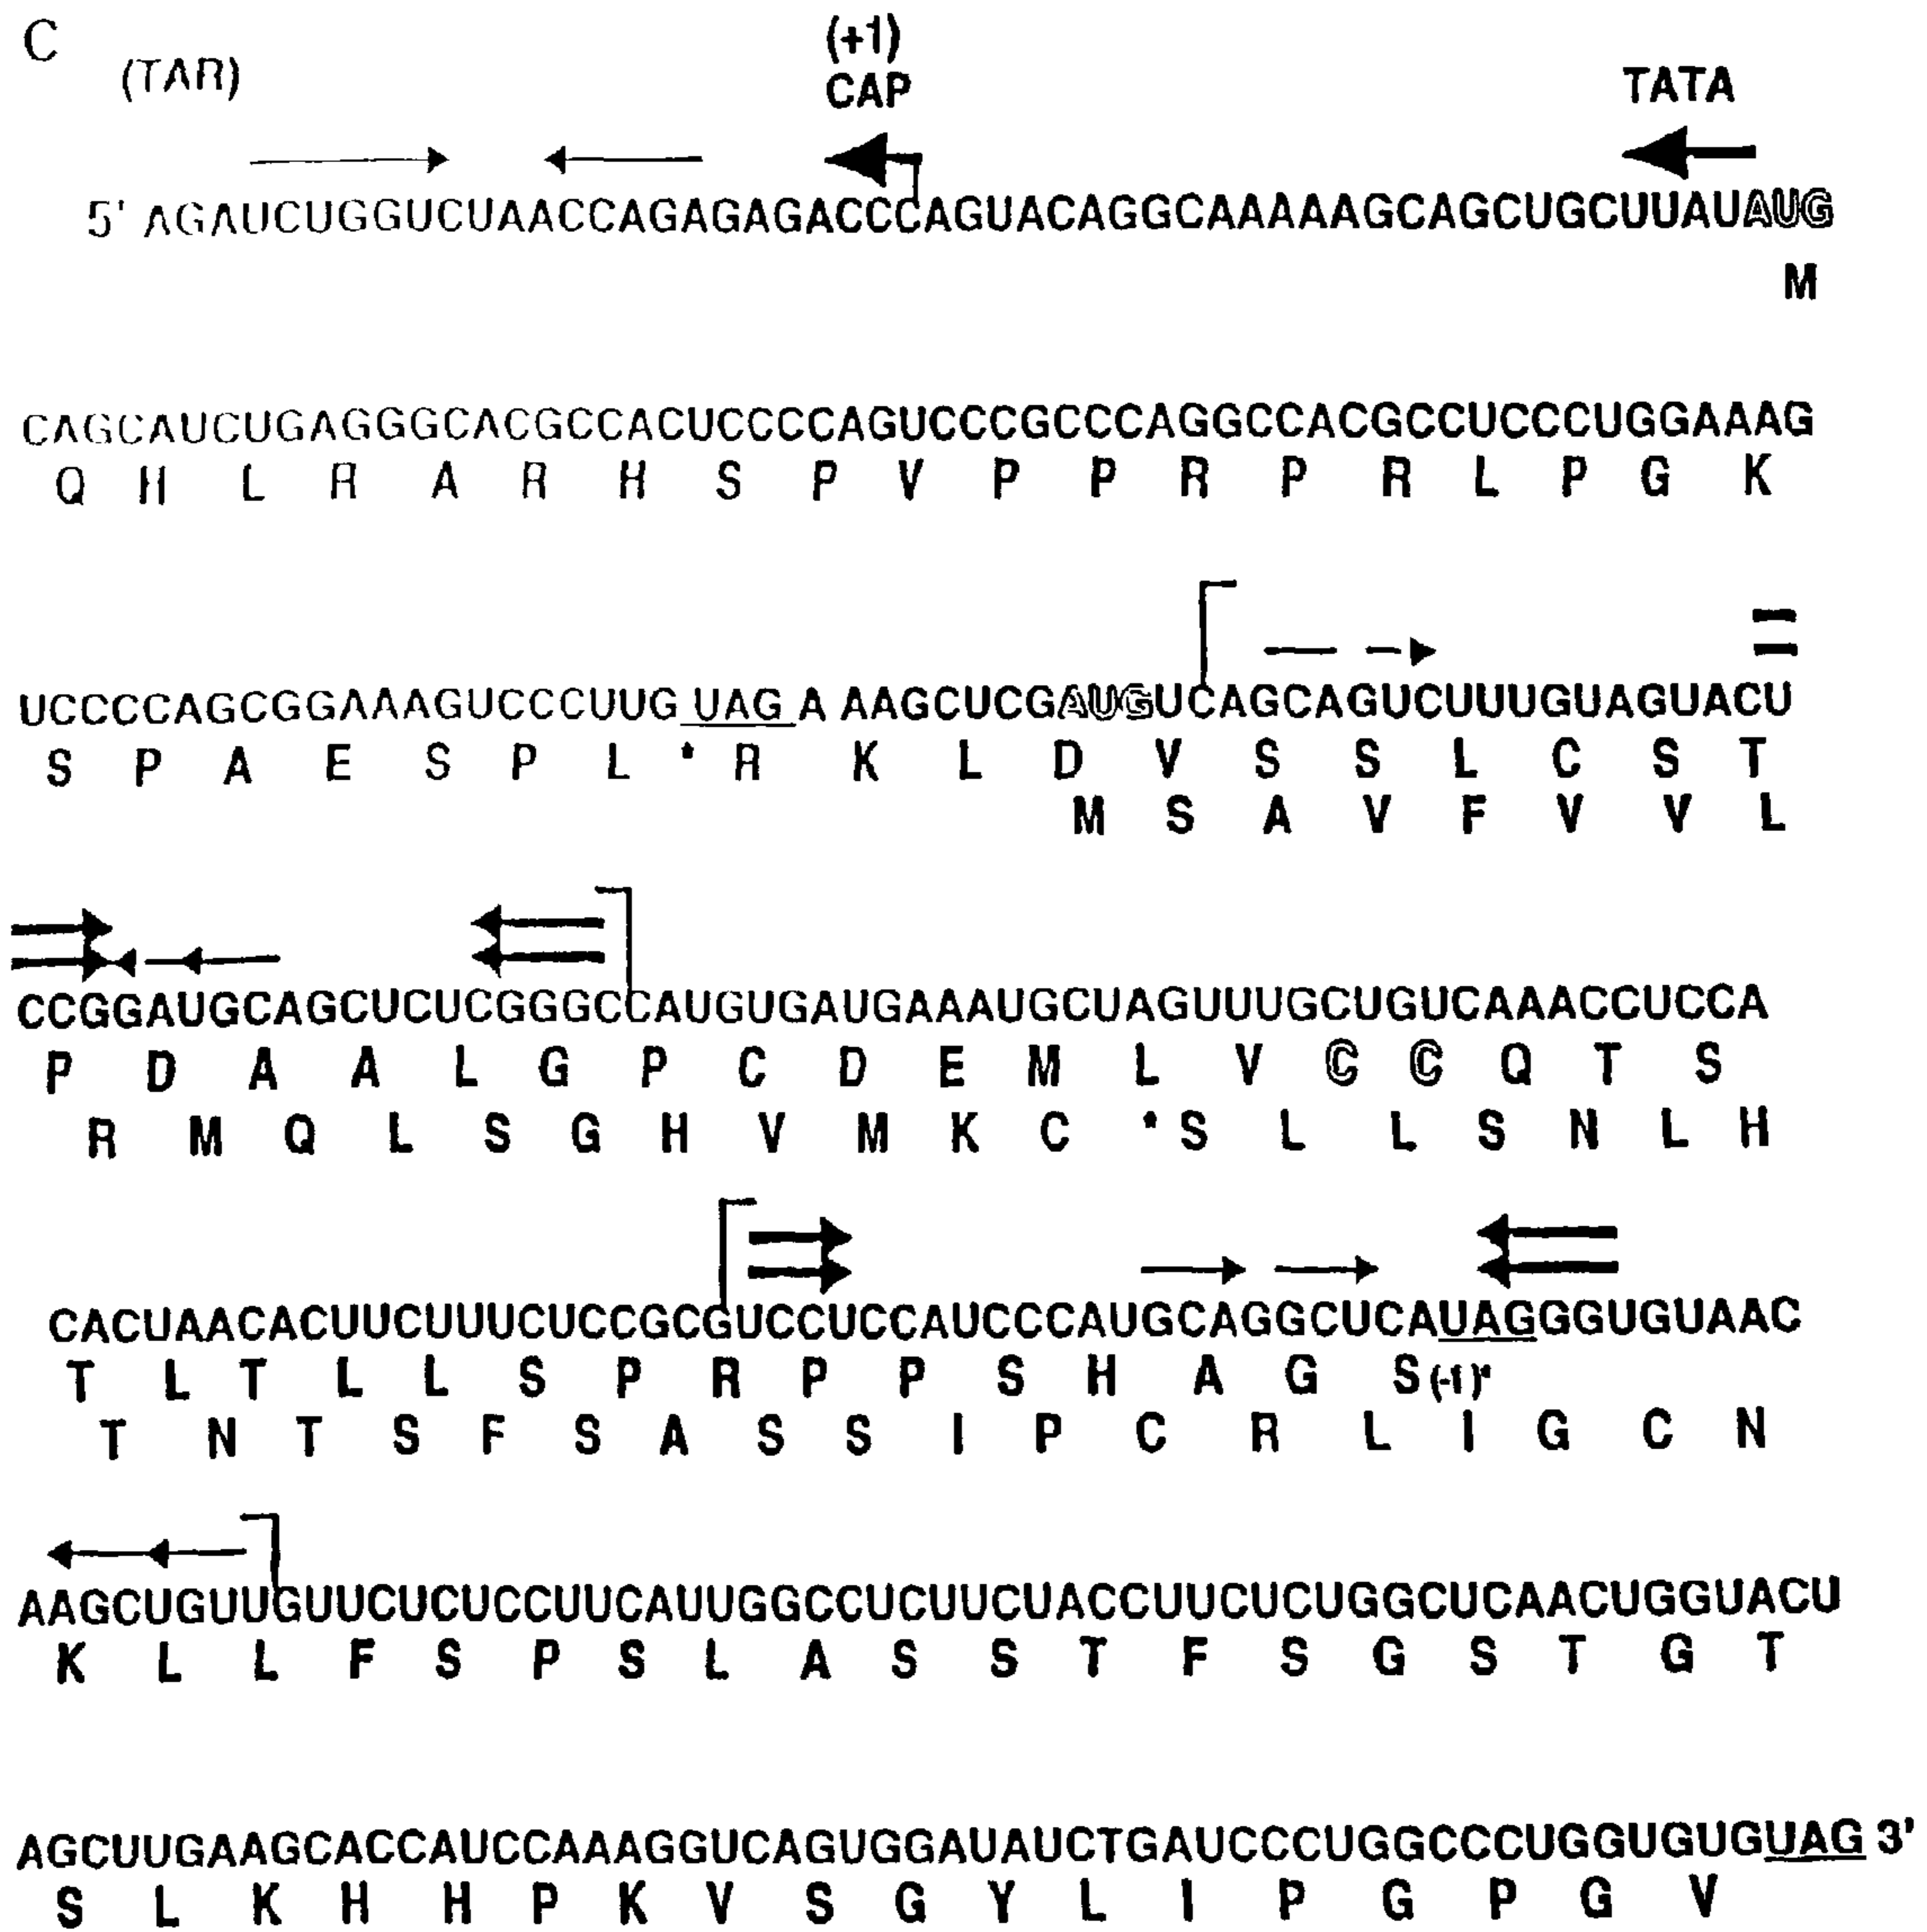 C
(+1)
(TAR) CAP TATA
5' AGAUCUGGUCUAACCAGAGAGACCCAGUACAGGCAAAAAGCAGCUGCUUAUAUG
M
CAGCAUCUGAGGGCACGCCACUCCCCAGUCCCGCCCAGGCCACGCCUCCCUGGAAAG
Q H L R A R H S P V P P R P R L P G K
UCCCCAGCGGAAAGUCCCUUG UAG A AAGCUCGAUGUCAGCAGUCUUUGUAGUACU
S P A E S P L * R K L D V S S L C S T
M S A V F V V L
CCGGAUGCAGCUCUCGGGCCAUGUGAUGAAAUGCUAGUUUGCUGUCAAACCUCCA
P D A A L G P C D E M L V C C Q T S
R M Q L S G H V M K C * S L L S N L H
CACUAACACUUCUUUCUCCGCGUCCUCCAUCCCAUGCAGGCUCAUAGGGUGUAAC
T L T L L S P R P P S H A G S (-1)*
T N T S F S A S S I P C R L I G C N
AAGCUGUUGUUCUCUCCUUCAUUGGCCUCUUCUACCUUCUCUGGCUCAACUGGUACU
K L L F S P S L A S S T F S G S T G T
AGCUUGAAGCACCAUCCAAAGGUCAGUGGAUAUCTGAUCCCUGGCCCUGGUGUGUAG 3'
S L K H H P K V S G Y L I P G P G V